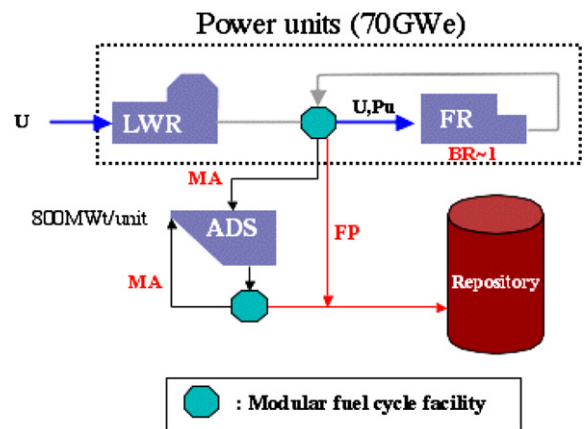 Power units (70GWe)
U
LWR
U,Pu
FR
BR~1
MA
800MWt/unit
ADS
FP
MA
Repository
: Modular fuel cycle facility